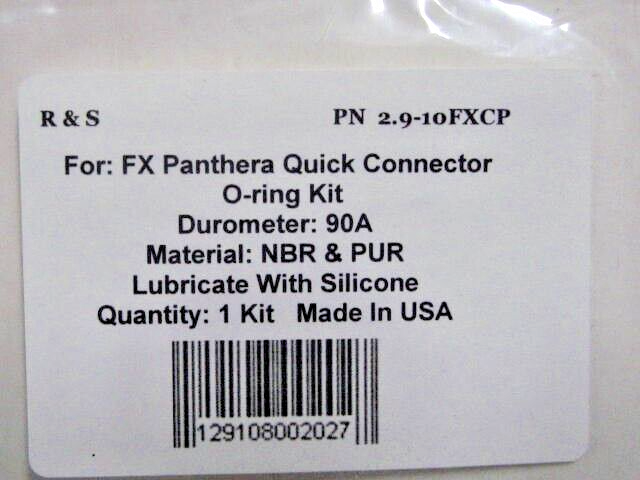 R & S PN 2.9-10FXCP
For: FX Panthera Quick Connector
O-ring Kit
Durometer: 90A
Material: NBR & PUR
Lubricate With Silicone
Quantity: 1 Kit Made In USA
129108002027